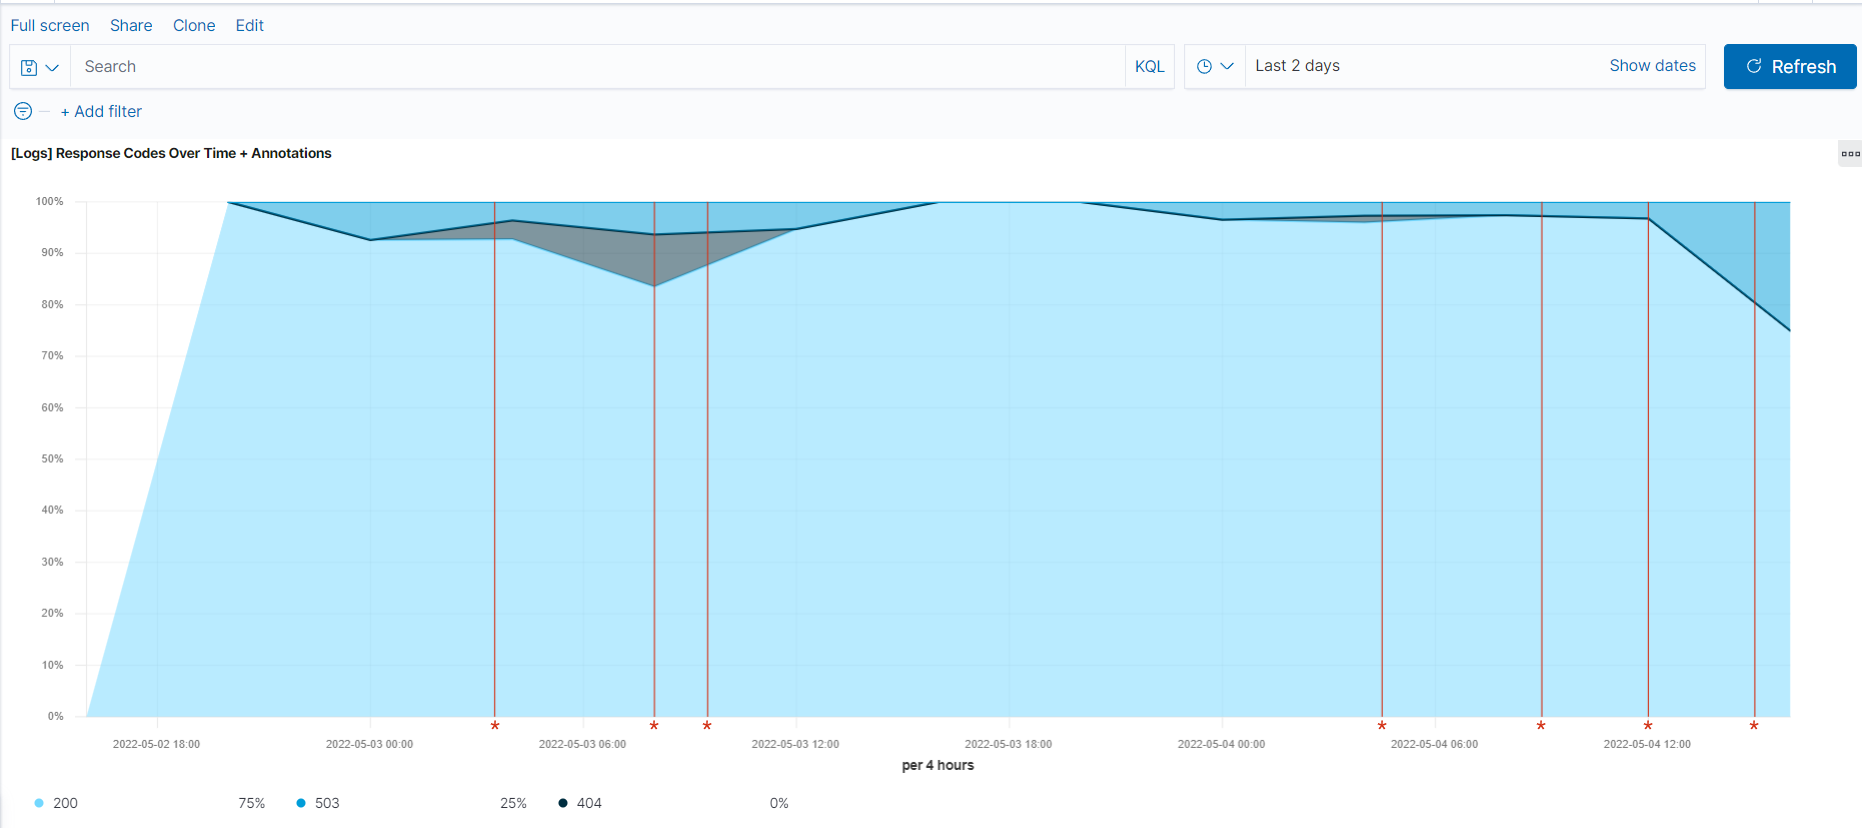 Full screen Share Clone Edit
Search KQL Last 2 days Show dates Refresh
+ Add filter
[Logs] Response Codes Over Time + Annotations
100%
90%
80%
70%
60%
50%
40%
30%
20%
10%
0%
* * * * * * *
2022-05-02 18:00 2022-05-03 00:00 2022-05-03 06:00 2022-05-03 12:00 2022-05-03 18:00 2022-05-04 00:00 2022-05-04 06:00 2022-05-04 12:00
per 4 hours
200 75% 503 25% 404 0%